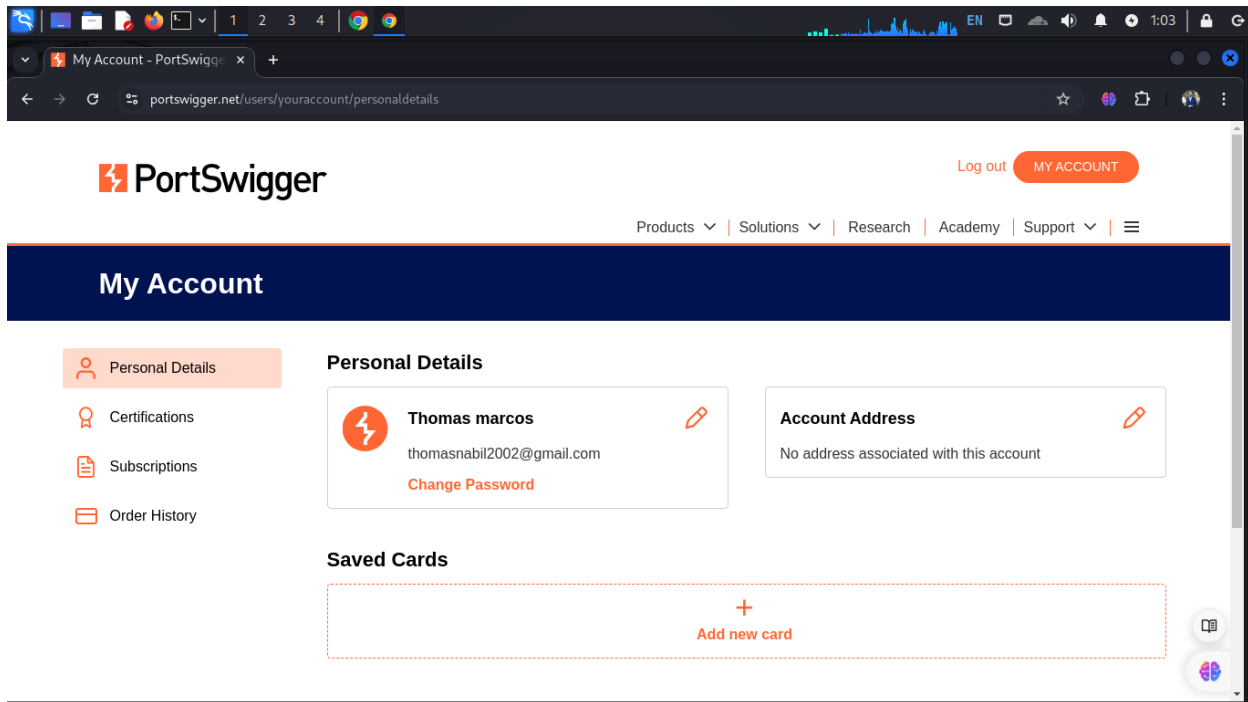 1 2 3 4 EN 1:03
My Account - PortSwigge
portswigger.net/users/youraccount/personaldetails
PortSwigger
Log out MY ACCOUNT
Products Solutions Research Academy Support
My Account
Personal Details
Certifications
Subscriptions
Order History
Personal Details
Thomas marcos
thomasnabil2002@gmail.com
Change Password
Account Address
No address associated with this account
Saved Cards
Add new card